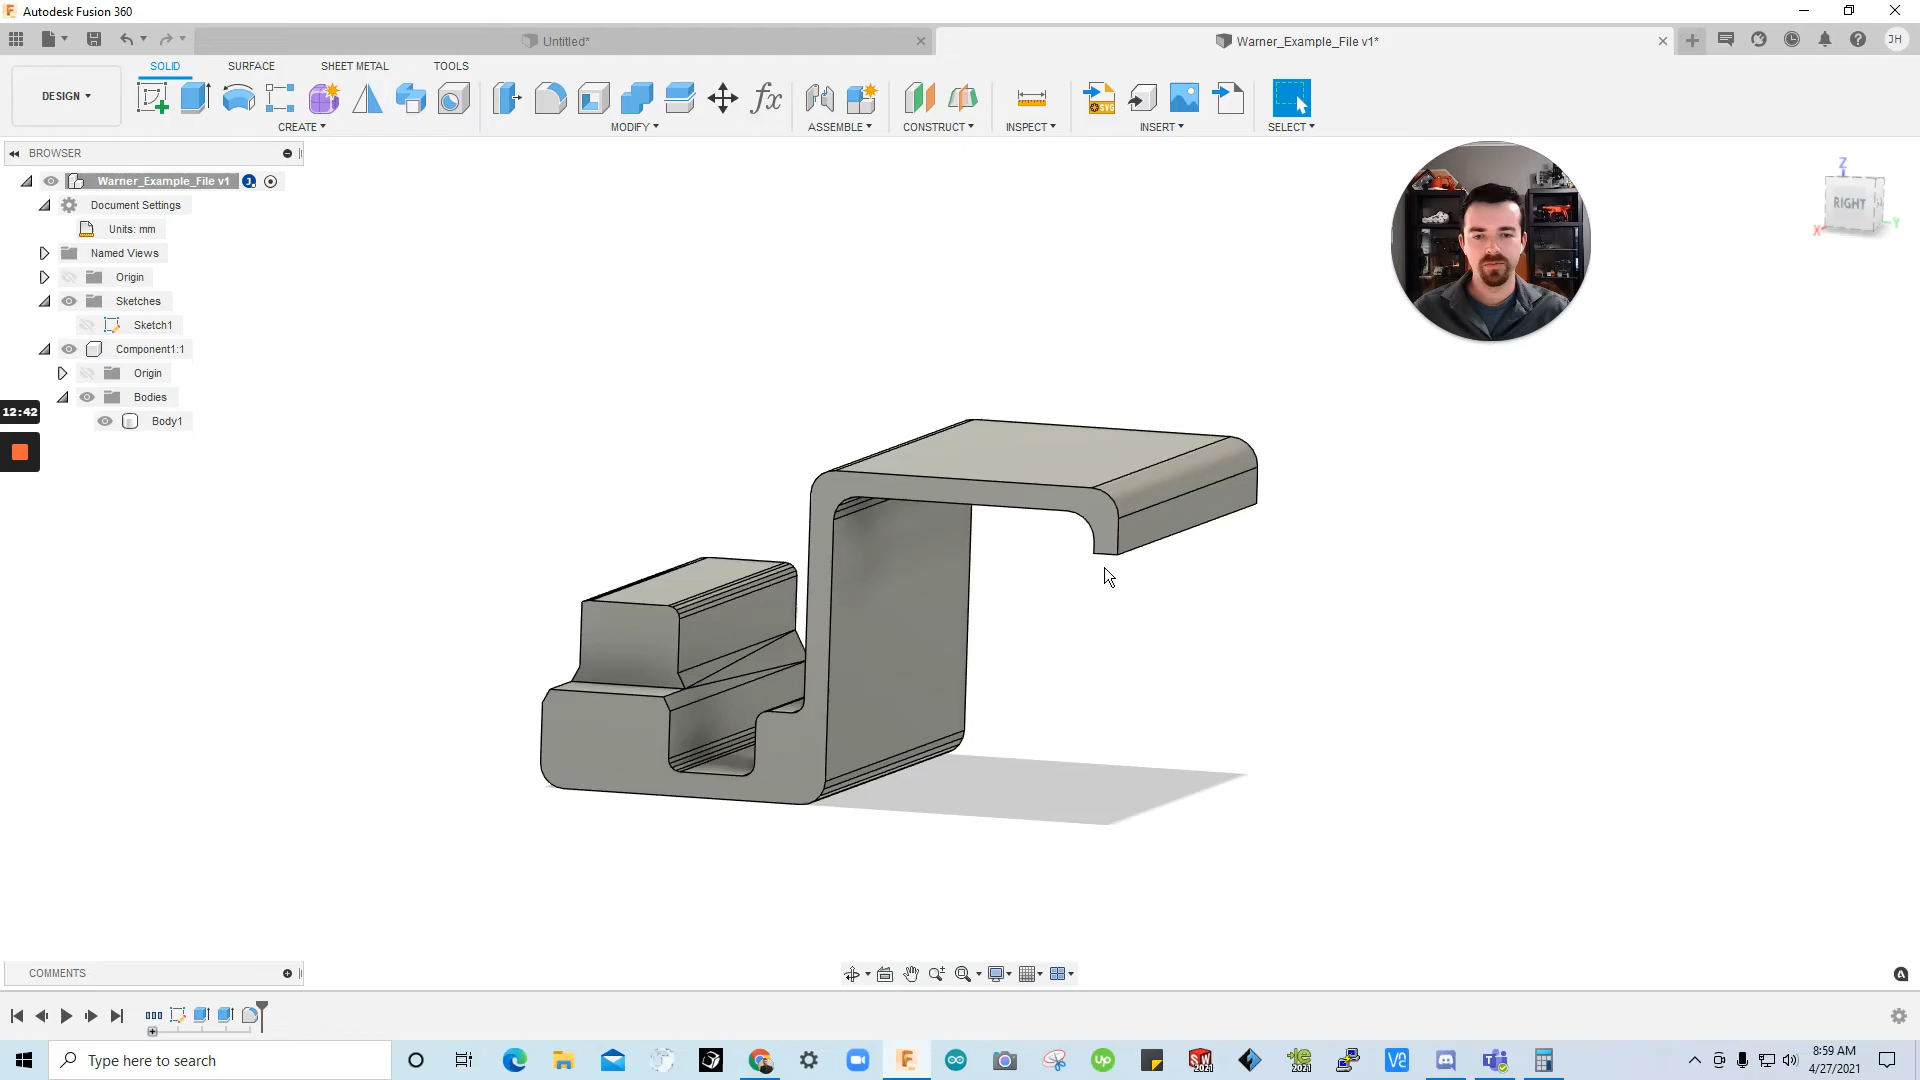 Autodesk Fusion 360
Untitled*
Warner_Example_File v1*
JH
DESIGN
SOLID
SURFACE
SHEET METAL
TOOLS
CREATE
MODIFY
ASSEMBLE
CONSTRUCT
INSPECT
INSERT
SELECT
BROWSER
Warner_Example_File v1
Document Settings
Units: mm
Named Views
Origin
Sketches
Sketch1
Component1:1
Origin
Bodies
Body1
12:42
Z
RIGHT
X
Y
COMMENTS
Type here to search
8:59 AM
4/27/2021